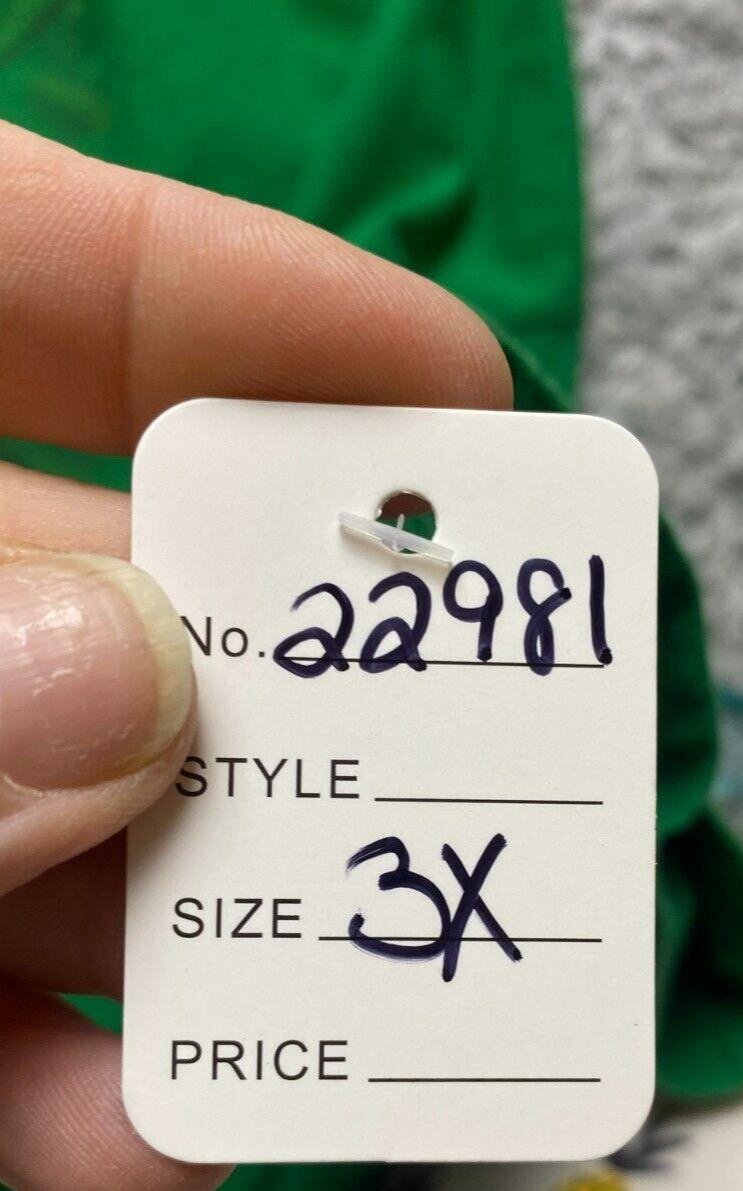 No. 22981
STYLE
SIZE 3X
PRICE